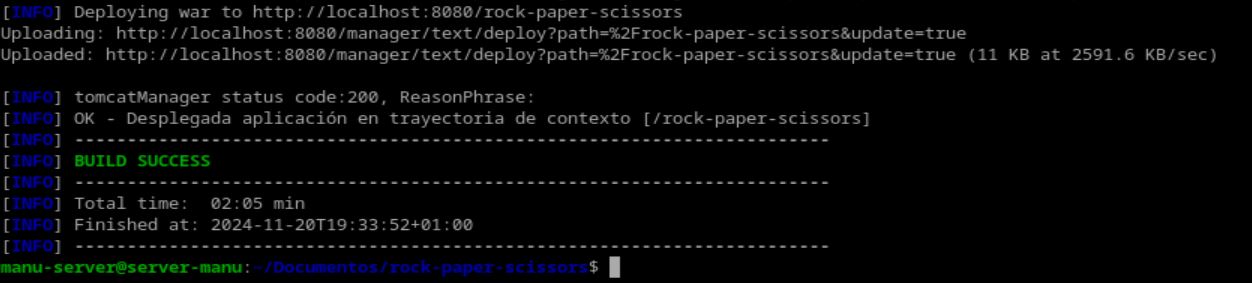 [INFO] Deploying war to http://localhost:8080/rock-paper-scissors
Uploading: http://localhost:8080/manager/text/deploy?path=%2Frock-paper-scissors&update=true
Uploaded: http://localhost:8080/manager/text/deploy?path=%2Frock-paper-scissors&update=true (11 KB at 2591.6 KB/sec)
[INFO] tomcatManager status code:200, ReasonPhrase:
[INFO] OK - Desplegada aplicación en trayectoria de contexto [/rock-paper-scissors]
[INFO] ------------------------------------------------------------------------
[INFO] BUILD SUCCESS
[INFO] ------------------------------------------------------------------------
[INFO] Total time:  02:05 min
[INFO] Finished at: 2024-11-20T19:33:52+01:00
[INFO] ------------------------------------------------------------------------
manu-server@server-manu:~/Documentos/rock-paper-scissors$